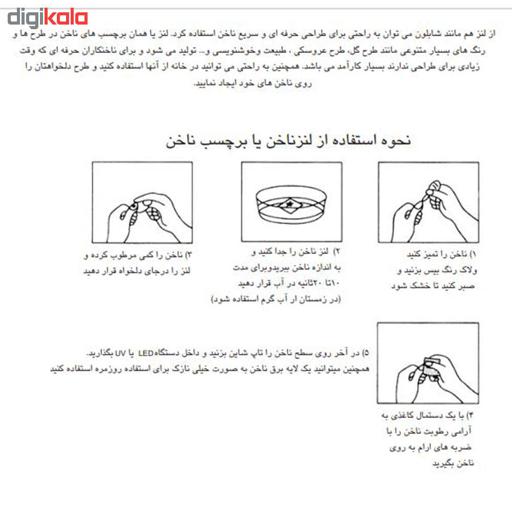 digikala
از لنز هم مانند شابلون می توان به راحتی برای طراحی حرفه ای و سریع ناخن استفاده کرد. لنز یا همان برچسب های ناخن در طرح ها و
رنگ های بسیار متنوعی مانند طرح گل، طرح عروسکی ، طبیعت وخوشنویسی و... تولید می شود و برای ناخنکاران حرفه ای که وقت
زیادی برای طراحی ندارند بسیار کارآمد می باشد. همچنین به راحتی می توانید در خانه از آنها استفاده کنید و طرح دلخواهتان را
روی ناخن های خود ایجاد نمایید.
نحوه استفاده از لنزناخن یا برچسب ناخن
۱) ناخن را تمیز کنید
ولاک رنگ بیس بزنید و
صبر کنید تا خشک شود
۲) لنز ناخن را جدا کنید و
به اندازه ناخن ببریدوبرای مدت
۱۰تا ۲۰ثانیه در آب قرار دهید
(در زمستان ار آب گرم استفاده شود)
۳) ناخن را کمی مرطوب کرده و
لنز را درجای دلخواه قرار دهید
۴) با یک دستمال کاغذی به
آرامی رطوبت ناخن را با
ضربه های ارام به روی
ناخن بگیرید
۵) در آخر روی سطح ناخن را تاپ شاین بزنید و داخل دستگاه LED یا UV بگذارید.
همچنین میتوانید یک لایه برق ناخن به صورت خیلی نازک برای استفاده روزمره استفاده کنید